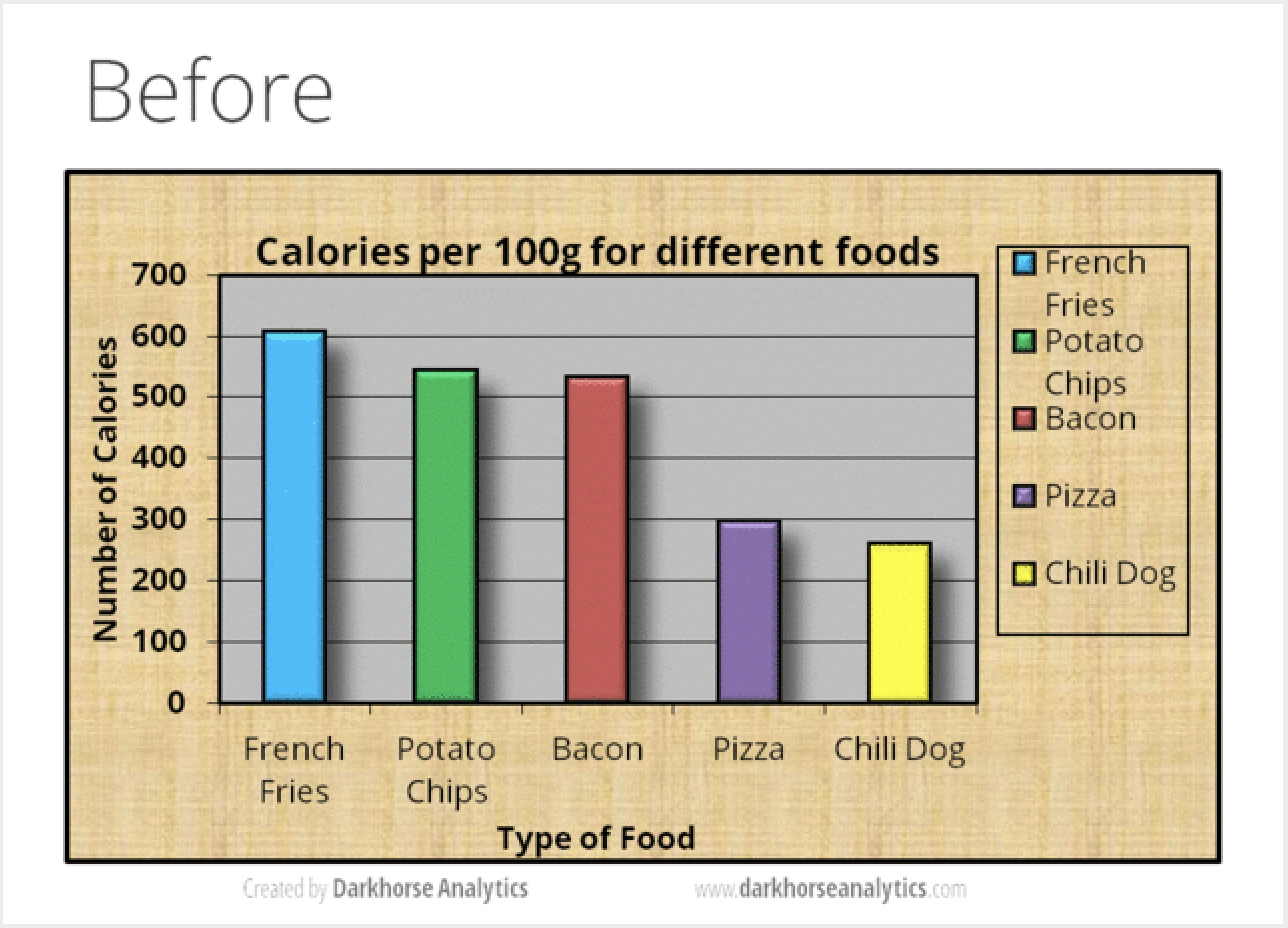 Before
Calories per 100g for different foods
Number of Calories
700
600
500
400
300
200
100
0
French
Fries
Potato
Chips
Bacon
Pizza
Chili Dog
Type of Food
French
Fries
Potato
Chips
Bacon
Pizza
Chili Dog
Created by Darkhorse Analytics
www.darkhorseanalytics.com